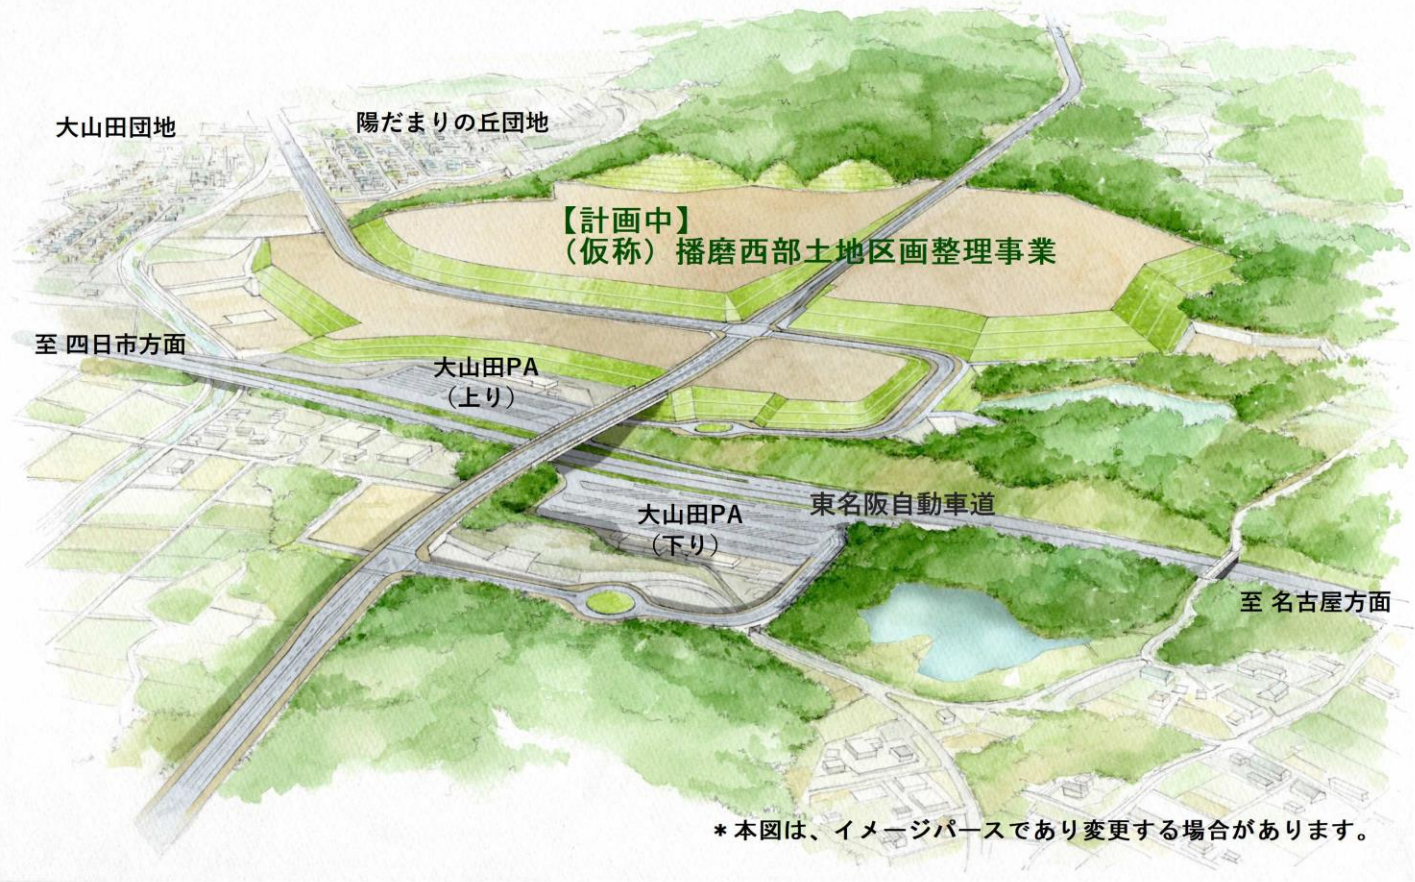 大山田団地
陽だまりの丘団地
【計画中】
（仮称）播磨西部土地区画整理事業
至 四日市方面
大山田PA
（上り）
大山田PA
（下り）
東名阪自動車道
至 名古屋方面
＊本図は、イメージパースであり変更する場合があります。